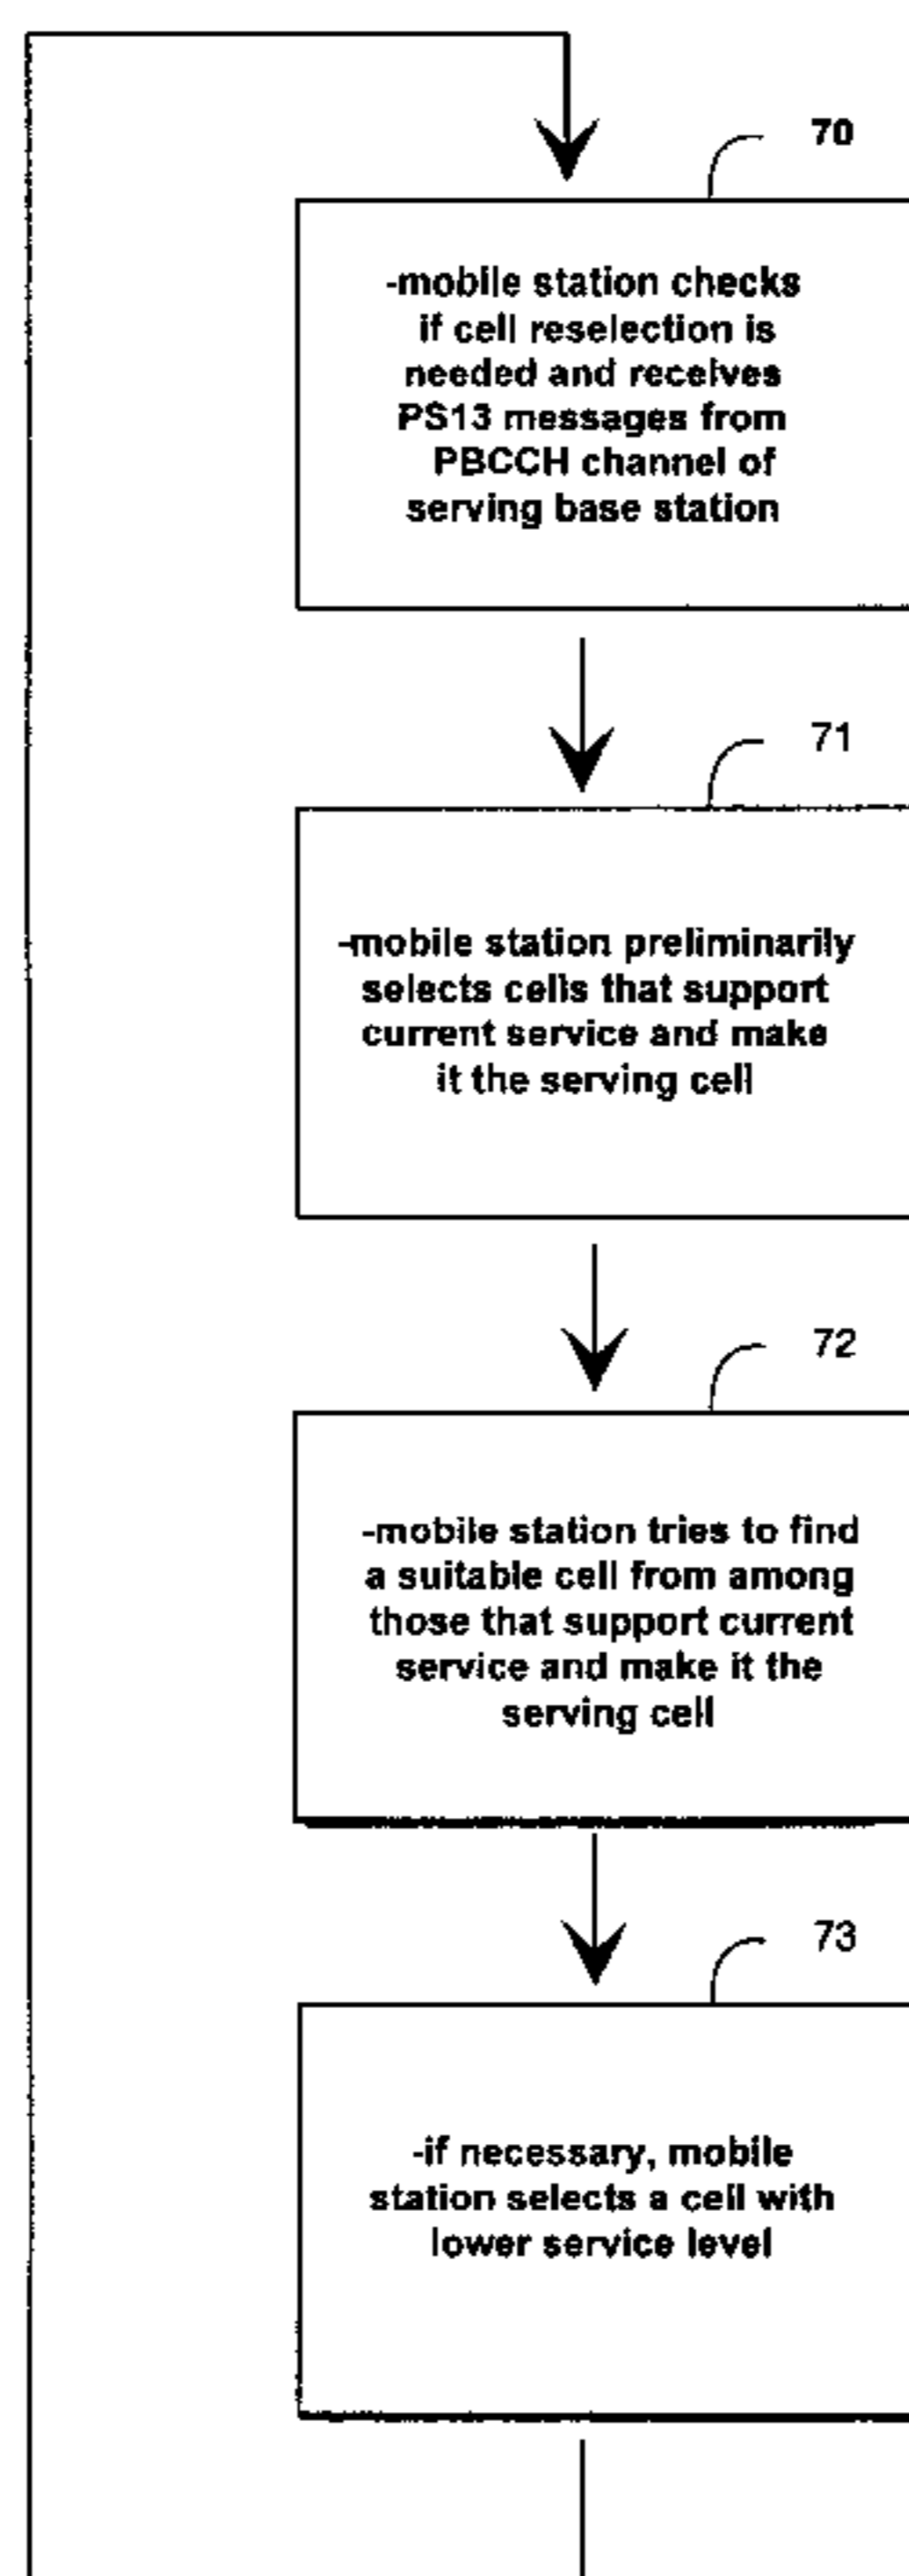 70
-mobile station checks
if cell reselection is
needed and receives
PS13 messages from
PBCCH channel of
serving base station
71
-mobile station preliminarily
selects cells that support
current service and make
it the serving cell
72
-mobile station tries to find
a suitable cell from among
those that support current
service and make it the
serving cell
73
-if necessary, mobile
station selects a cell with
lower service level